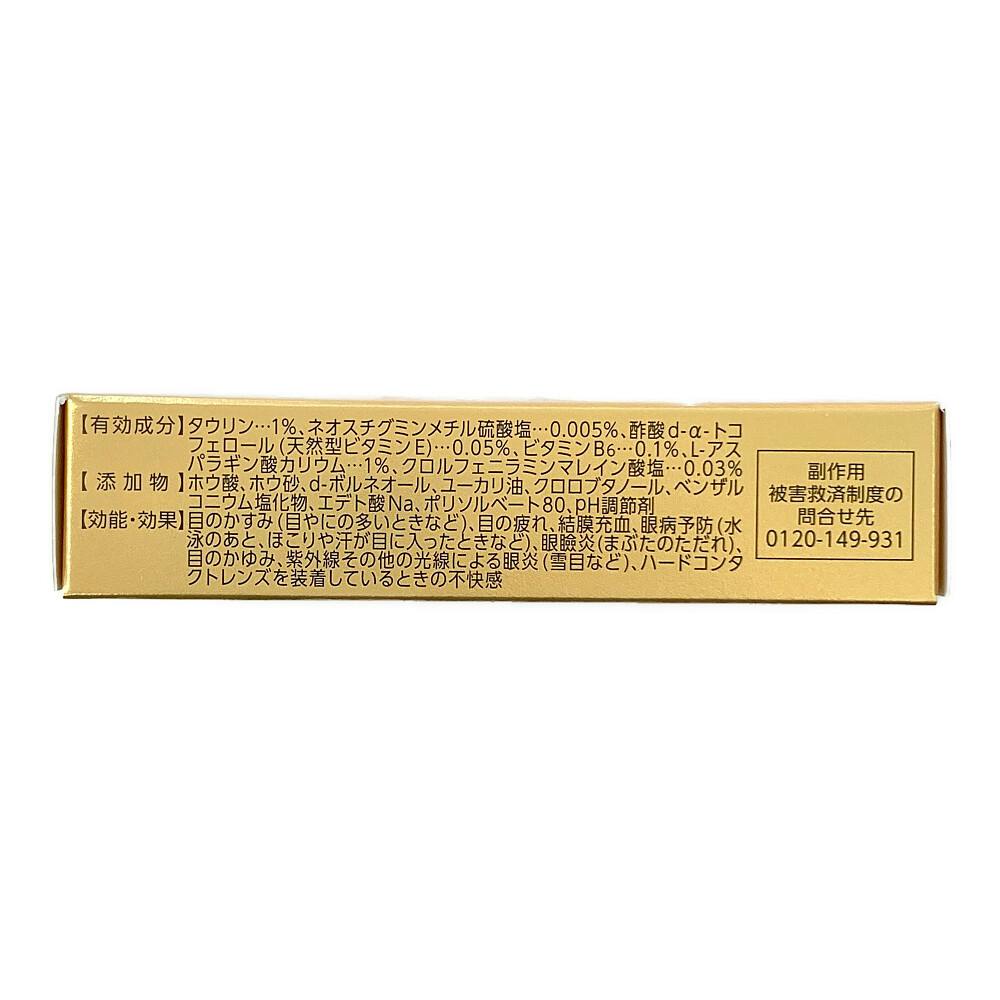 【有効成分】タウリン…1%、ネオスチグミンメチル硫酸塩…0.005%、酢酸d-α-トコ
フェロール(天然型ビタミンE)…0.05%、ビタミンB6…0.1%、L-アス
パラギン酸カリウム…1%、クロルフェニラミンマレイン酸塩…0.03%
【添加物】ホウ酸、ホウ砂、d-ボルネオール、ユーカリ油、クロロブタノール、ベンザル
コニウム塩化物、エデト酸Na、ポリソルベート80、pH調節剤
【効能・効果】目のかすみ(目やにの多いときなど)、目の疲れ、結膜充血、眼病予防(水
泳のあと、ほこりや汗が目に入ったときなど)、眼瞼炎(まぶたのただれ)、
目のかゆみ、紫外線その他の光線による眼炎(雪目など)、ハードコンタ
クトレンズを装着しているときの不快感
副作用
被害救済制度の
問合せ先
0120-149-931